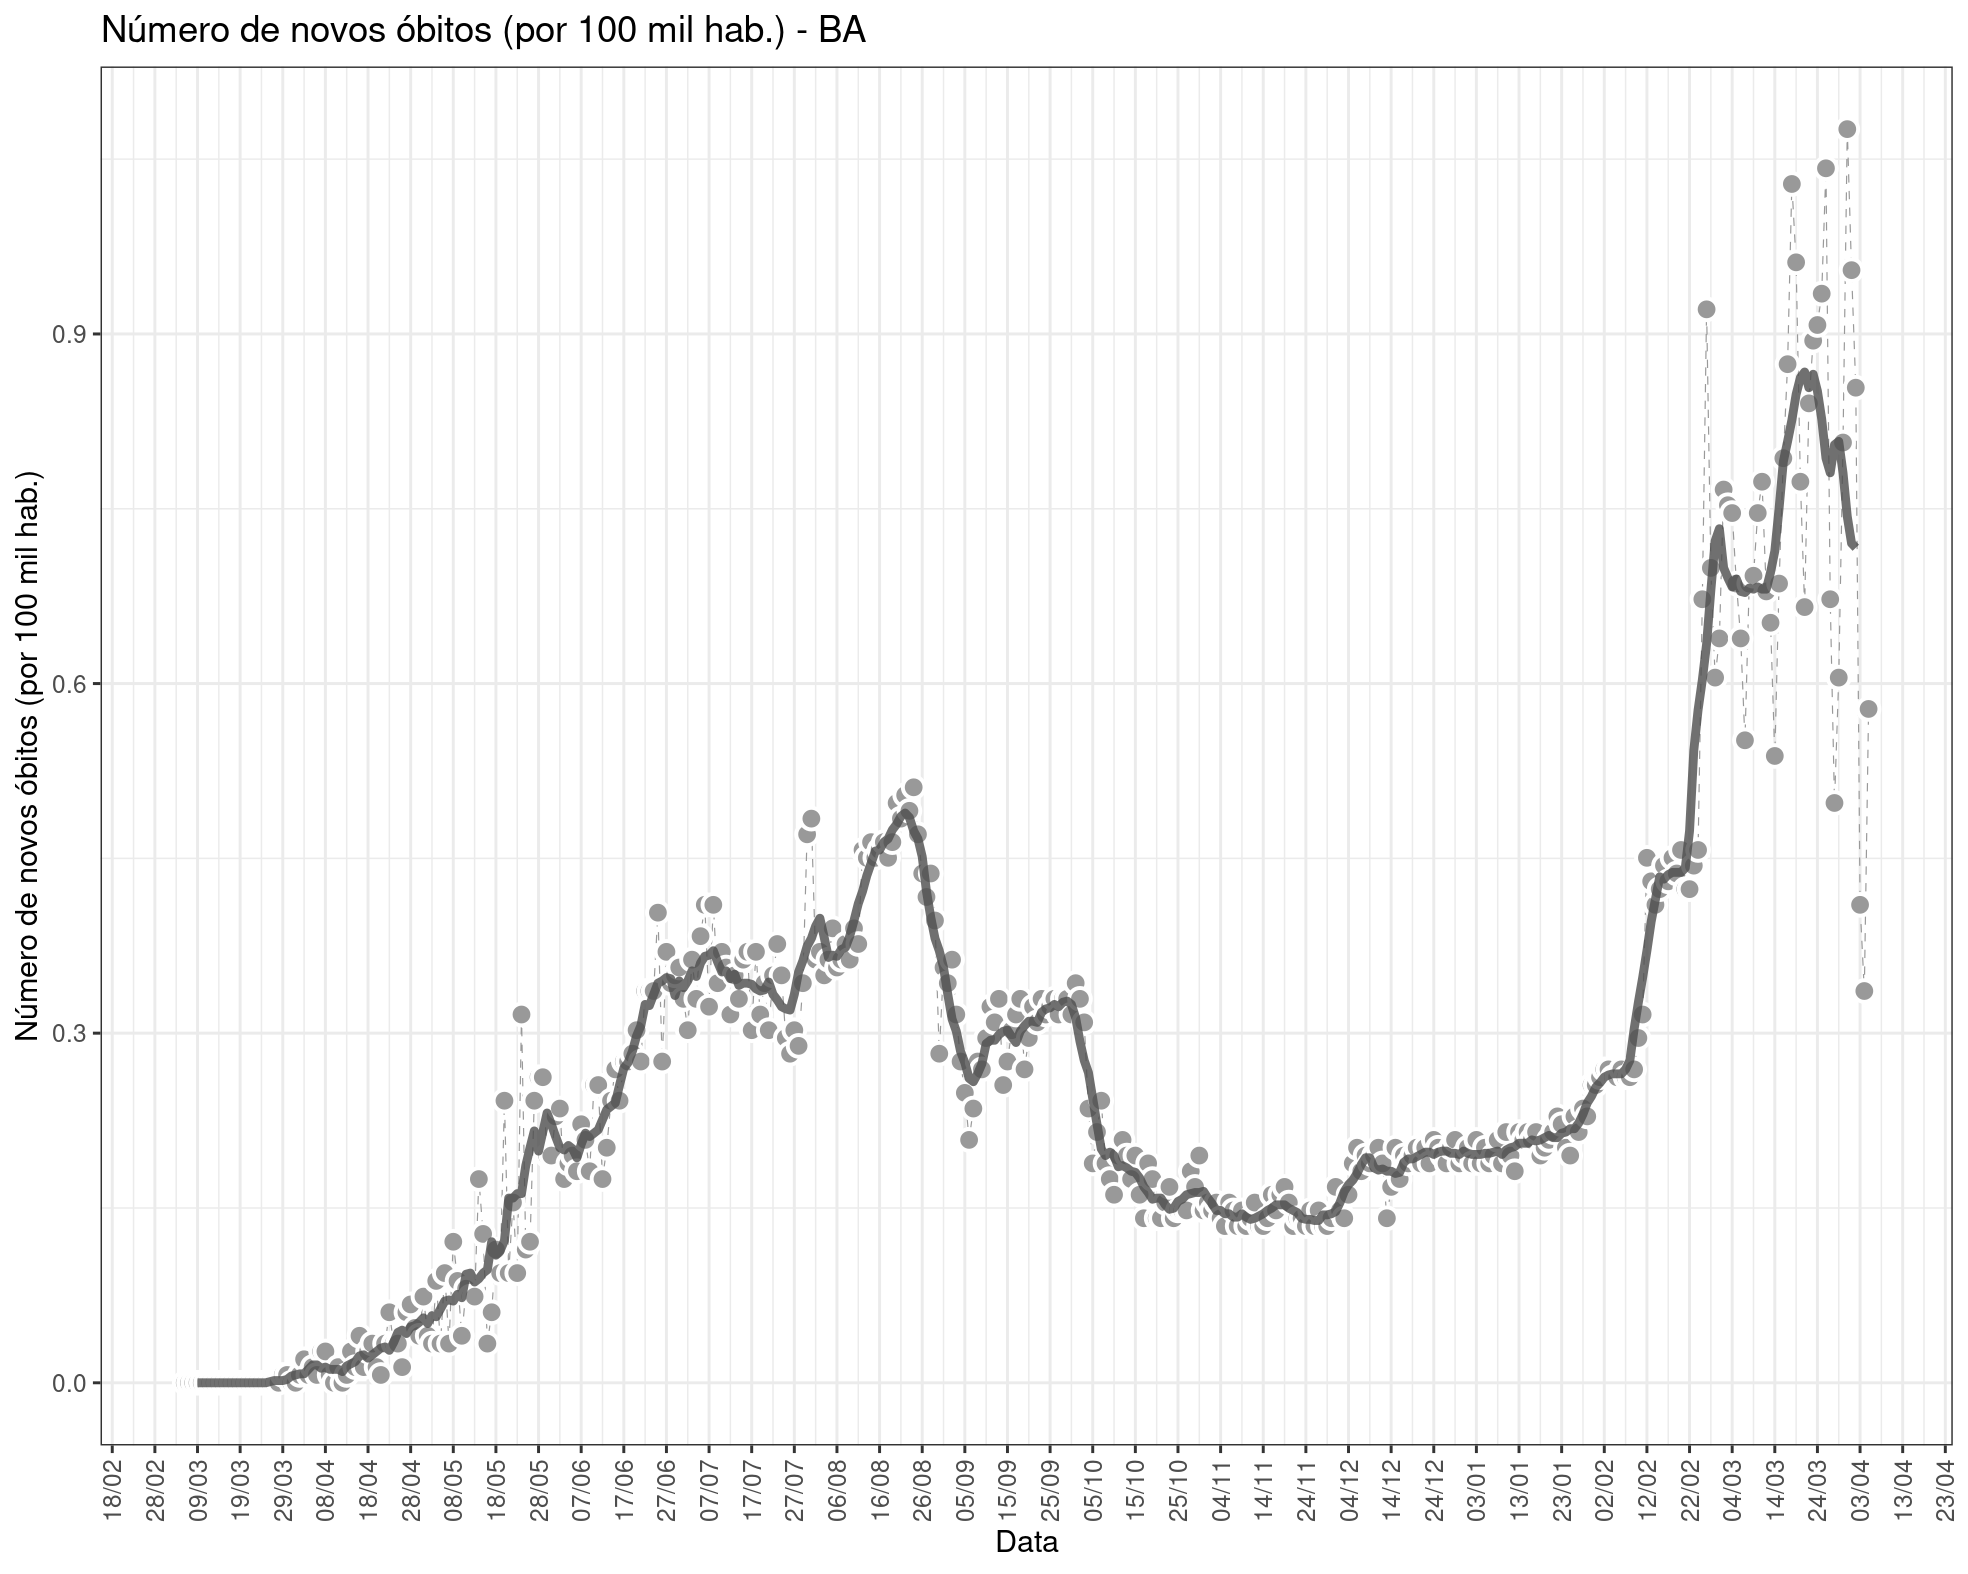 Número de novos óbitos (por 100 mil hab.) - BA
Número de novos óbitos (por 100 mil hab.)
0.9
0.6
0.3
0.0
18/02 28/02 09/03 19/03 29/03 08/04 18/04 28/04 08/05 18/05 28/05 07/06 17/06 27/06 07/07 17/07 27/07 06/08 16/08 26/08 05/09 15/09 25/09 05/10 15/10 25/10 04/11 14/11 24/11 04/12 14/12 24/12 03/01 13/01 23/01 02/02 12/02 22/02 04/03 14/03 24/03 03/04 13/04 23/04
Data